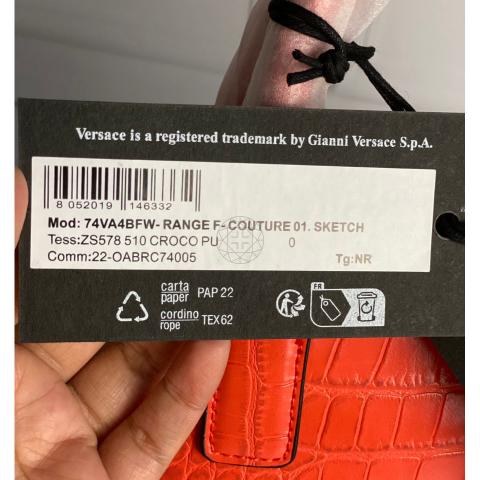 Versace is a registered trademark by Gianni Versace S.p.A.
8 052019 146332
Mod: 74VA4BFW- RANGE F- COUTURE 01. SKETCH
Tess:ZS578 510 CROCO PU 0
Comm:22-OABRC74005 Tg:NR
carta
paper PAP 22
cordino
rope TEX 62
FR